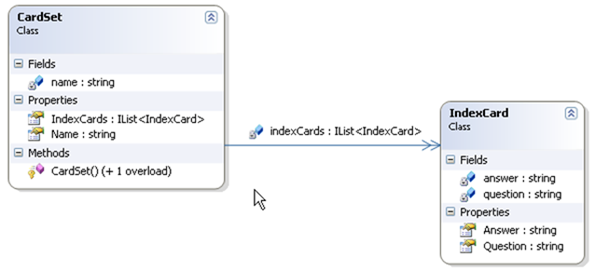 CardSet
Class
Fields
name : string
Properties
IndexCards : IList<IndexCard>
Name : string
Methods
CardSet() (+ 1 overload)
indexCards : IList<IndexCard>
IndexCard
Class
Fields
answer : string
question : string
Properties
Answer : string
Question : string